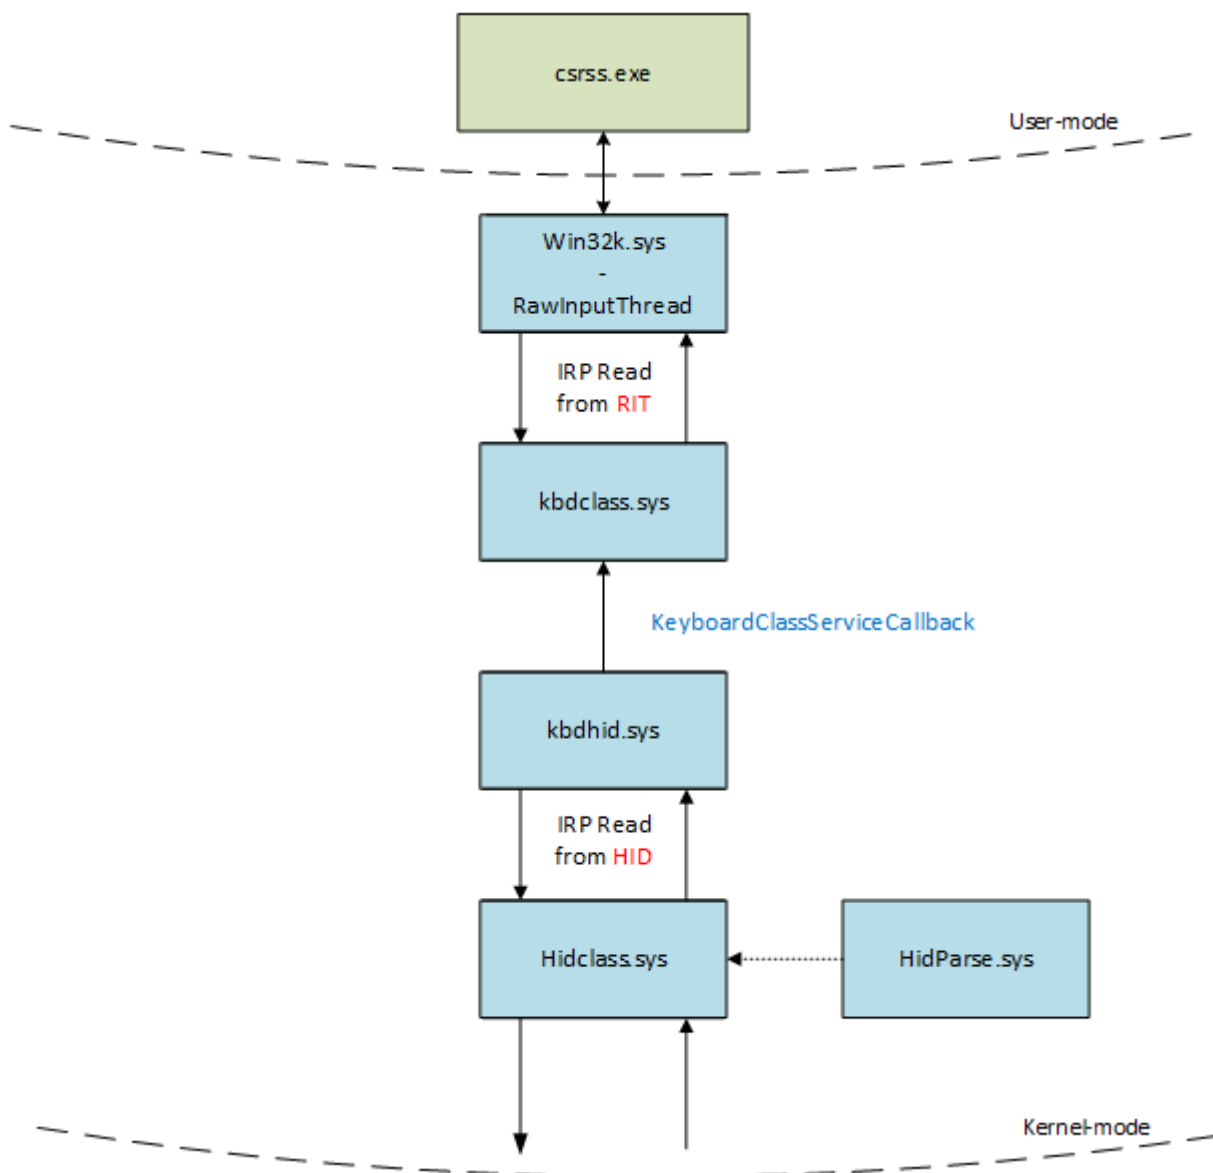 csrss.exe
User-mode
Win32k.sys
-
RawInputThread
IRP Read
from RIT
kbdclass.sys
KeyboardClassServiceCallback
kbdhid.sys
IRP Read
from HID
Hidclass.sys
HidParse.sys
Kernel-mode